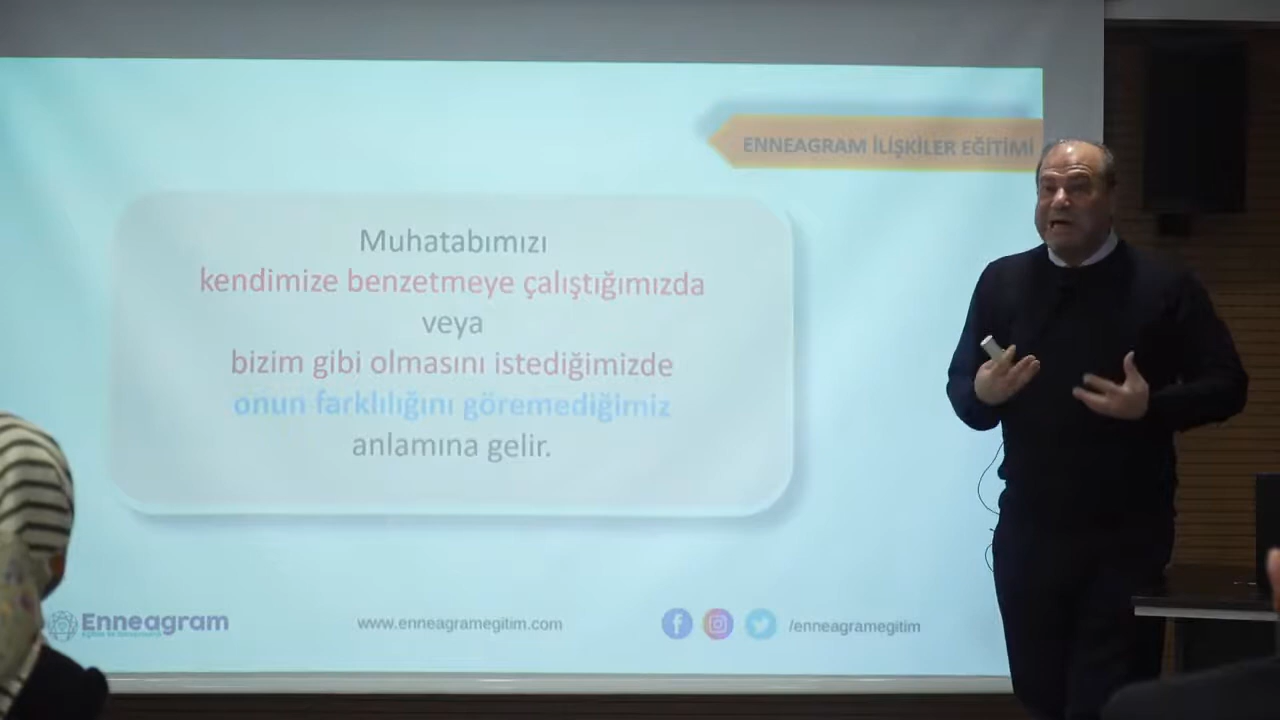 ENNEAGRAM İLİŞKİLER EĞİTİMİ
Muhatabımızı
kendimize benzetmeye çalıştığımızda
veya
bizim gibi olmasını istediğimizde
onun farklılığını göremediğimiz
anlamına gelir.
Enneagram
www.enneagramegitim.com
/enneagramegitim